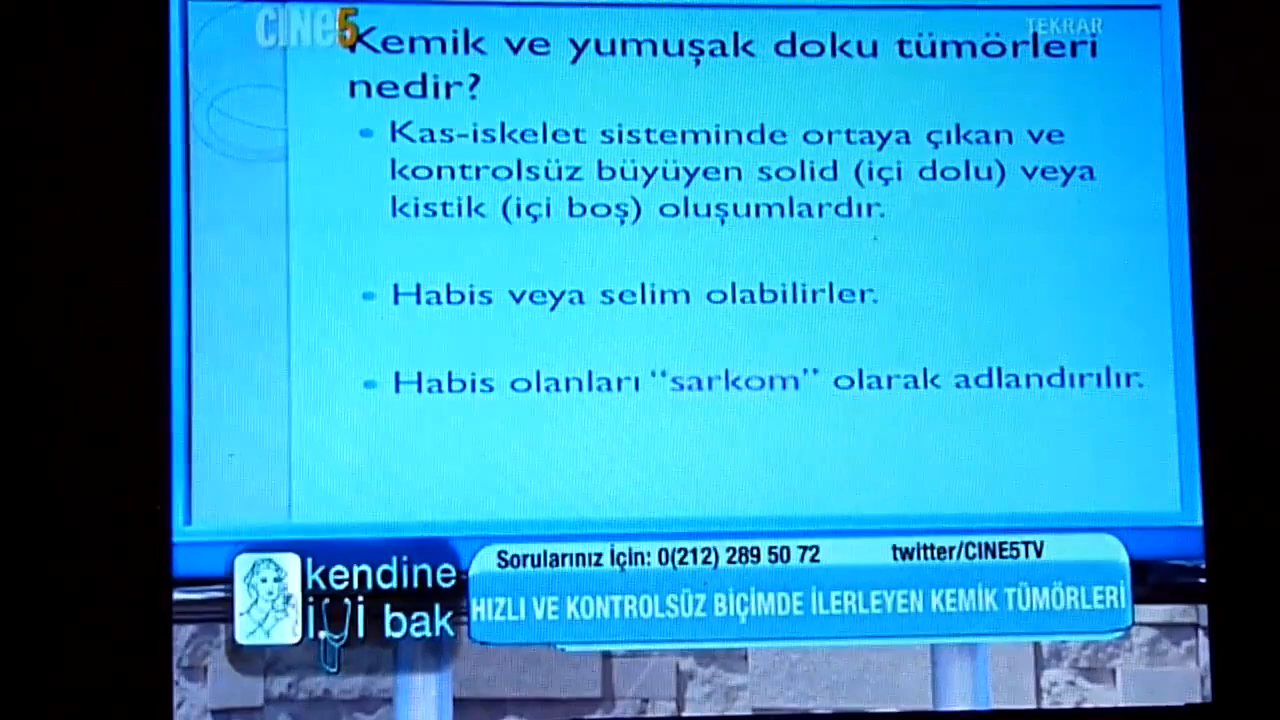 CINE5
TEKRAR
Kemik ve yumuşak doku tümörleri
nedir?
Kas-iskelet sisteminde ortaya çıkan ve
kontrolsüz büyüyen solid (içi dolu) veya
kistik (içi boş) oluşumlardır.
Habis veya selim olabilirler.
Habis olanları “sarkom” olarak adlandırılır.
kendine
iyi bak
Sorularınız İçin: 0(212) 289 50 72
twitter/CINE5TV
HIZLI VE KONTROLSÜZ BİÇİMDE İLERLEYEN KEMİK TÜMÖRLERİ